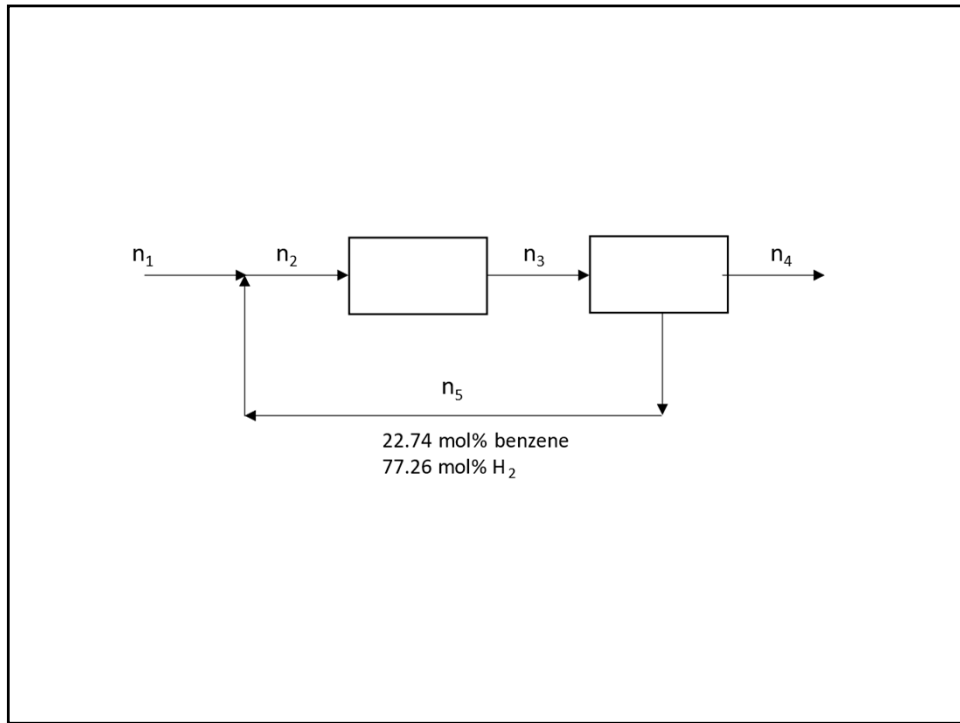 n₁
n₂
n₃
n₄
n₅
22.74 mol% benzene
77.26 mol% H₂